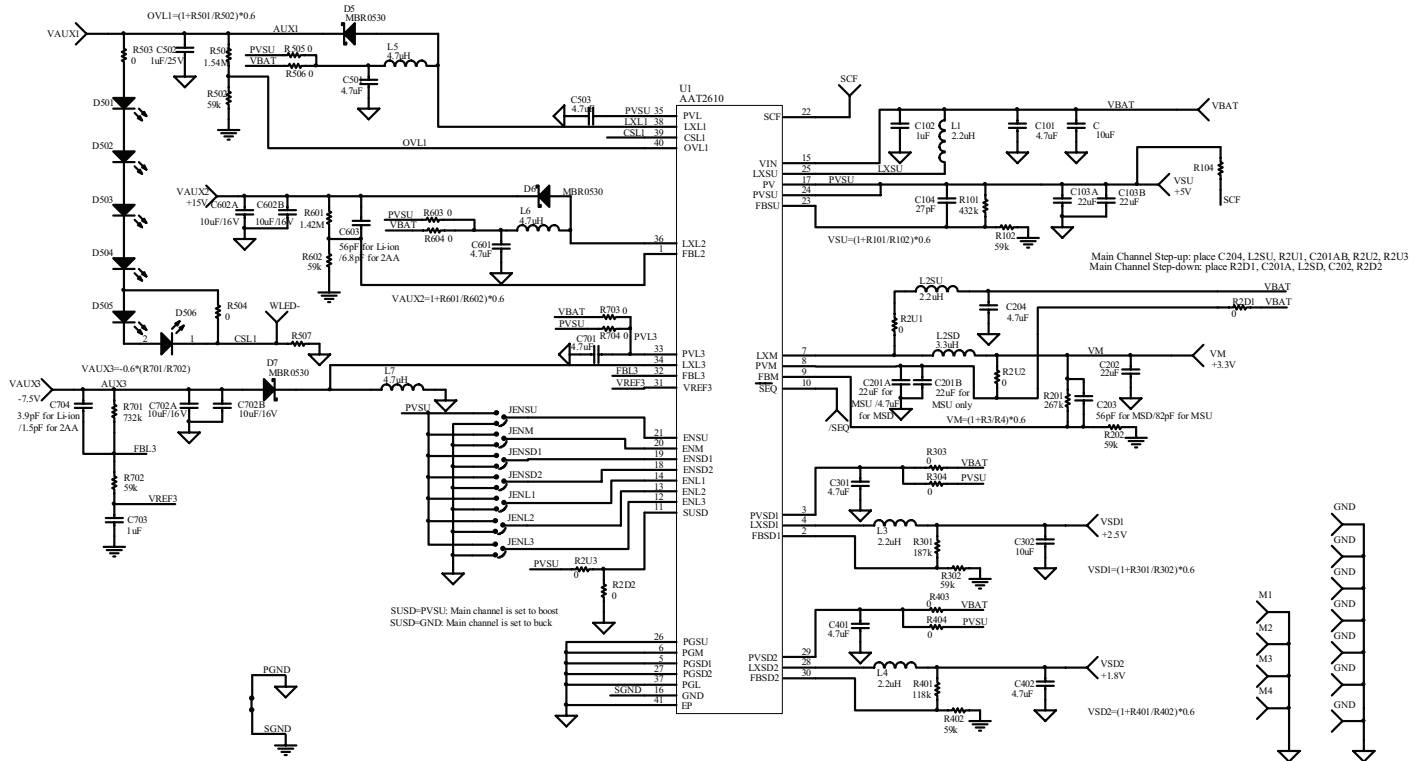 OVL1=(1+R501/R502)*0.6
D5
MBR0530
VAUX1
AUX1
R503
0
C502
1uF/25V
R501
1.54M
R502
59k
PVSU
R505 0
VBAT
R506 0
L5
4.7uH
C501
4.7uF
D501
D502
D503
D504
D505
D506
2
1
R504
0
CSL1
WLED-
R507
OVL1
C503
4.7uF
U1
AAT2610
PVSU 35 PVL
LXL1 38 LXL1
CSL1 39 CSL1
40 OVL1
VAUX2
+15V
C602A
10uF/16V
C602B
10uF/16V
R601
1.42M
R602
59k
C603
56pF for Li-ion
/6.8pF for 2AA
PVSU
R603 0
VBAT
R604 0
D6
MBR0530
L6
4.7uH
C601
4.7uF
36 LXL2
1 FBL2
VAUX2=1+R601/R602)*0.6
VBAT
R703 0
PVSU
R704 0
C701
4.7uF
PVL3
33 PVL3
34 LXL3
FBL3 32 FBL3
VREF3 31 VREF3
VAUX3=-0.6*(R701/R702)
VAUX3
-7.5V
AUX3
D7
MBR0530
L7
4.7uH
C704
3.9pF for Li-ion
/1.5pF for 2AA
R701
732k
C702A
10uF/16V
C702B
10uF/16V
FBL3
R702
59k
VREF3
C703
1uF
PVSU
JENSU
JENM
JENSD1
JENSD2
JENL1
JENL2
JENL3
21 ENSU
20 ENM
19 ENSD1
18 ENSD2
14 ENL1
13 ENL2
12 ENL3
11 SUSD
PVSU
R2U3
0
R2D2
0
SUSD=PVSU: Main channel is set to boost
SUSD=GND: Main channel is set to buck
26 PGSU
6 PGM
5 PGSD1
27 PGSD2
37 PGL
SGND 16 GND
41 EP
PGND
SGND
SCF
SCF 22
VIN 15
LXSU 25 LXSU
PV 17 PVSU
PVSU 24
FBSU 23
C102
1uF
L1
2.2uH
C101
4.7uF
C
10uF
VBAT
VBAT
C104
27pF
R101
432k
R102
59k
C103A
22uF
C103B
22uF
VSU
+5V
R104
SCF
VSU=(1+R101/R102)*0.6
Main Channel Step-up: place C204, L2SU, R2U1, C201AB, R2U2, R2U3
Main Channel Step-down: place R2D1, C201A, L2SD, C202, R2D2
L2SU
2.2uH
VBAT
C204
4.7uF
R2D1
0
VBAT
R2U1
0
L2SD
3.3uH
LXM 7
PVM 8
FBM 9
SEQ 10
/SEQ
C201A
22uF for
MSU /4.7uF
for MSD
C201B
22uF for
MSU only
R2U2
0
VM
VM
+3.3V
C202
22uF
R201
267k
C203
56pF for MSD/82pF for MSU
R202
59k
VM=(1+R3/R4)*0.6
R303
0
VBAT
R304
0
PVSU
C301
4.7uF
PVSD1 3
LXSD1 4
FBSD1 2
L3
2.2uH
R301
187k
R302
59k
C302
10uF
VSD1
+2.5V
VSD1=(1+R301/R302)*0.6
R403
0
VBAT
R404
0
PVSU
C401
4.7uF
PVSD2 29
LXSD2 28
FBSD2 30
L4
2.2uH
R401
118k
R402
59k
C402
4.7uF
VSD2
+1.8V
VSD2=(1+R401/R402)*0.6
M1
M2
M3
M4
GND
GND
GND
GND
GND
GND
GND